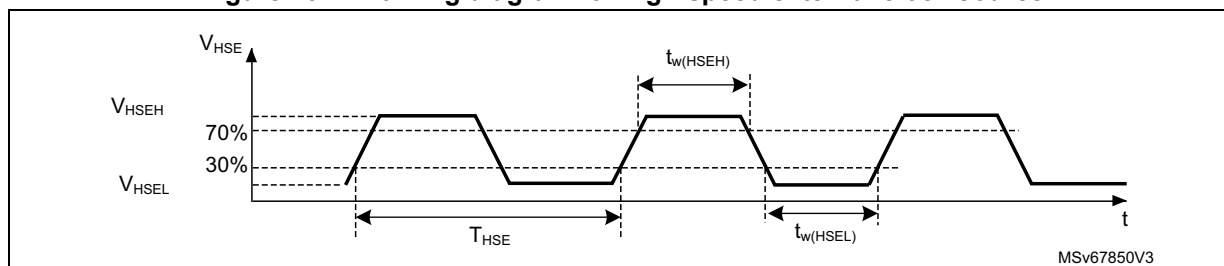 V_HSE
t_w(HSEH)
V_HSEH
70%
30%
V_HSEL
T_HSE
t_w(HSEL)
t
MSv67850V3